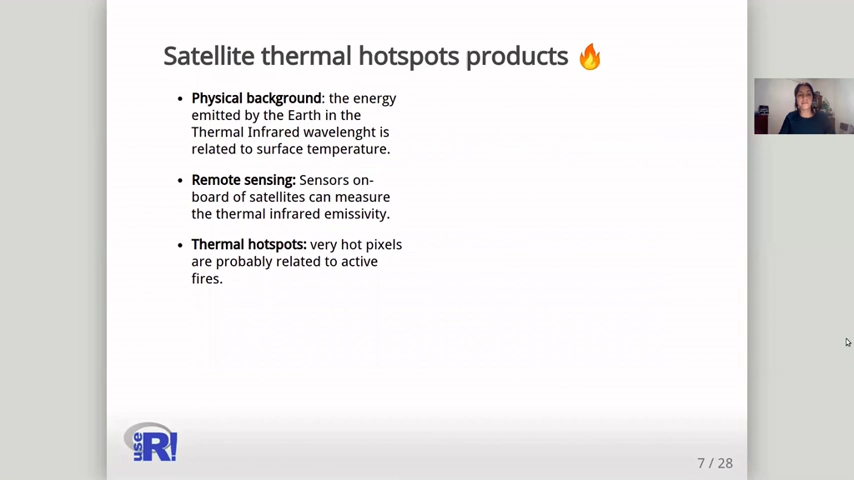 Satellite thermal hotspots products 🔥
• Physical background: the energy
emitted by the Earth in the
Thermal Infrared wavelenght is
related to surface temperature.
• Remote sensing: Sensors on-
board of satellites can measure
the thermal infrared emissivity.
• Thermal hotspots: very hot pixels
are probably related to active
fires.
use R!
7 / 28